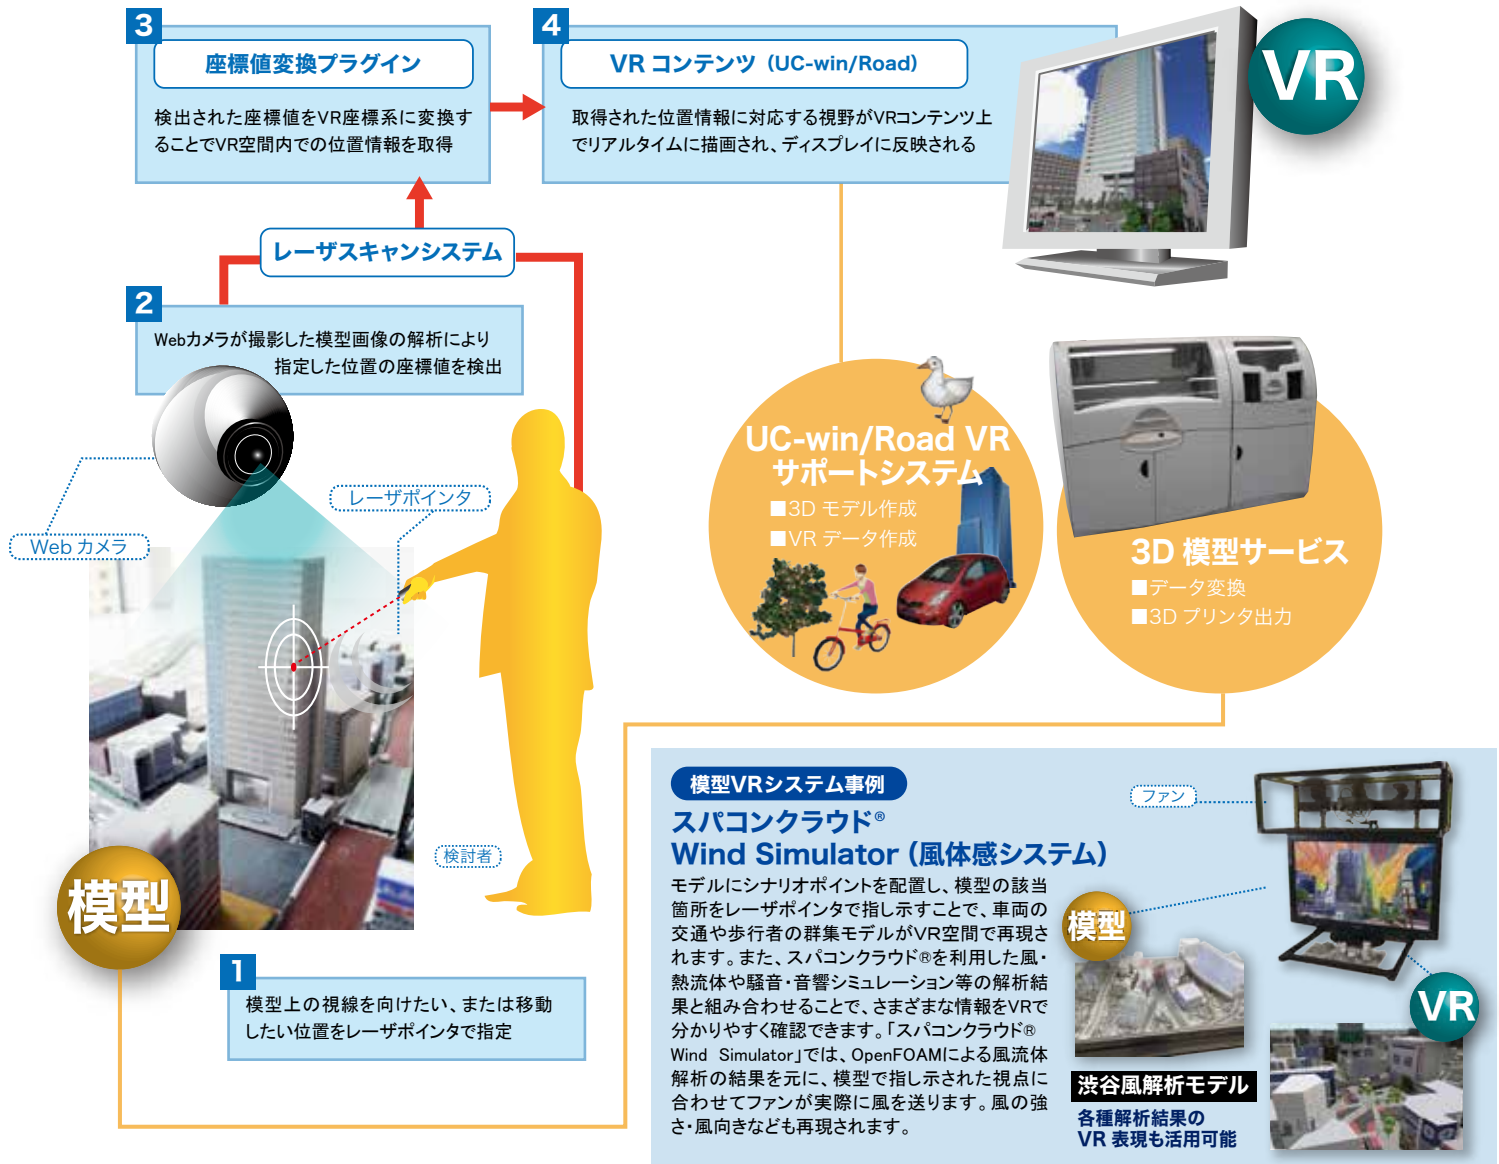 3
座標値変換プラグイン
検出された座標値をVR座標系に変換す
ることでVR空間内での位置情報を取得
4
VR コンテンツ（UC-win/Road）
取得された位置情報に対応する視野がVRコンテンツ上
でリアルタイムに描画され、ディスプレイに反映される
VR
レーザスキャンシステム
2
Webカメラが撮影した模型画像の解析により
指定した位置の座標値を検出
レーザポインタ
Web カメラ
検討者
模型
1
模型上の視線を向けたい、または移動
したい位置をレーザポインタで指定
UC-win/Road VR
サポートシステム
■3D モデル作成
■VR データ作成
3D 模型サービス
■データ変換
■3D プリンタ出力
模型VRシステム事例
スパコンクラウド®
Wind Simulator（風体感システム）
モデルにシナリオポイントを配置し、模型の該当
箇所をレーザポインタで指し示すことで、車両の
交通や歩行者の群集モデルがVR空間で再現さ
れます。また、スパコンクラウド®を利用した風・
熱流体や騒音・音響シミュレーション等の解析結
果と組み合わせることで、さまざまな情報をVRで
分かりやすく確認できます。「スパコンクラウド®
Wind Simulator」では、OpenFOAMによる風流体
解析の結果を元に、模型で指し示された視点に
合わせてファンが実際に風を送ります。風の強
さ・風向きなども再現されます。
ファン
模型
VR
渋谷風解析モデル
各種解析結果の
VR 表現も活用可能